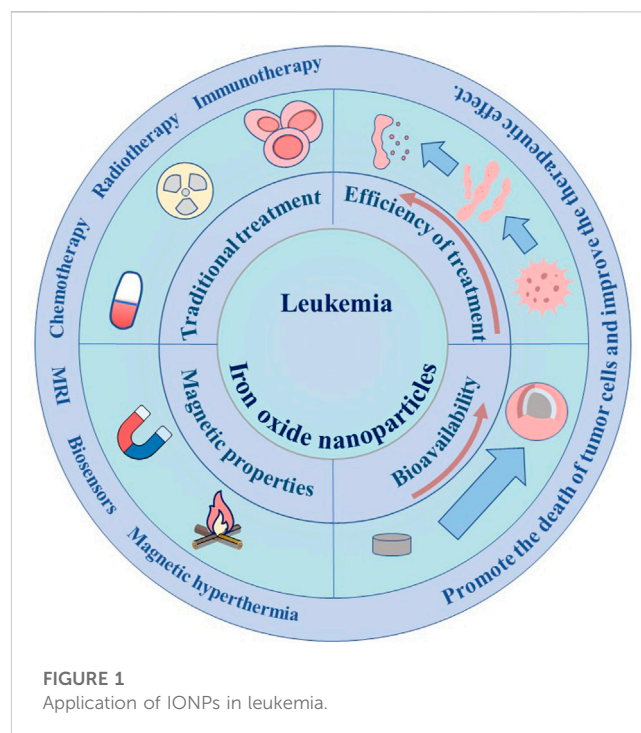 Chemotherapy Radiotherapy Immunotherapy
Promote the death of tumor cells and improve the therapeutic effect.
MRI
Biosensors
Magnetic hyperthermia
Traditional treatment
Efficiency of treatment
Magnetic properties
Bioavailability
Leukemia
Iron oxide nanoparticles
FIGURE 1
Application of IONPs in leukemia.